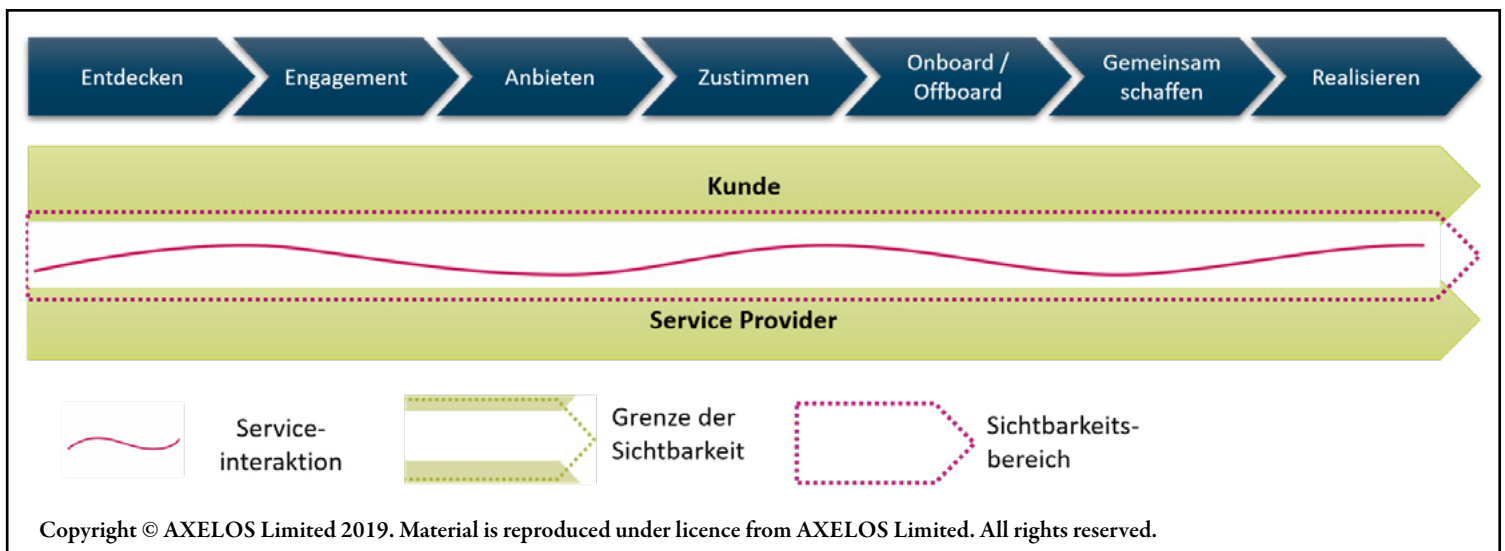 Entdecken
Engagement
Anbieten
Zustimmen
Onboard /
Offboard
Gemeinsam
schaffen
Realisieren
Kunde
Service Provider
Service-
interaktion
Grenze der
Sichtbarkeit
Sichtbarkeits-
bereich
Copyright © AXELOS Limited 2019. Material is reproduced under licence from AXELOS Limited. All rights reserved.